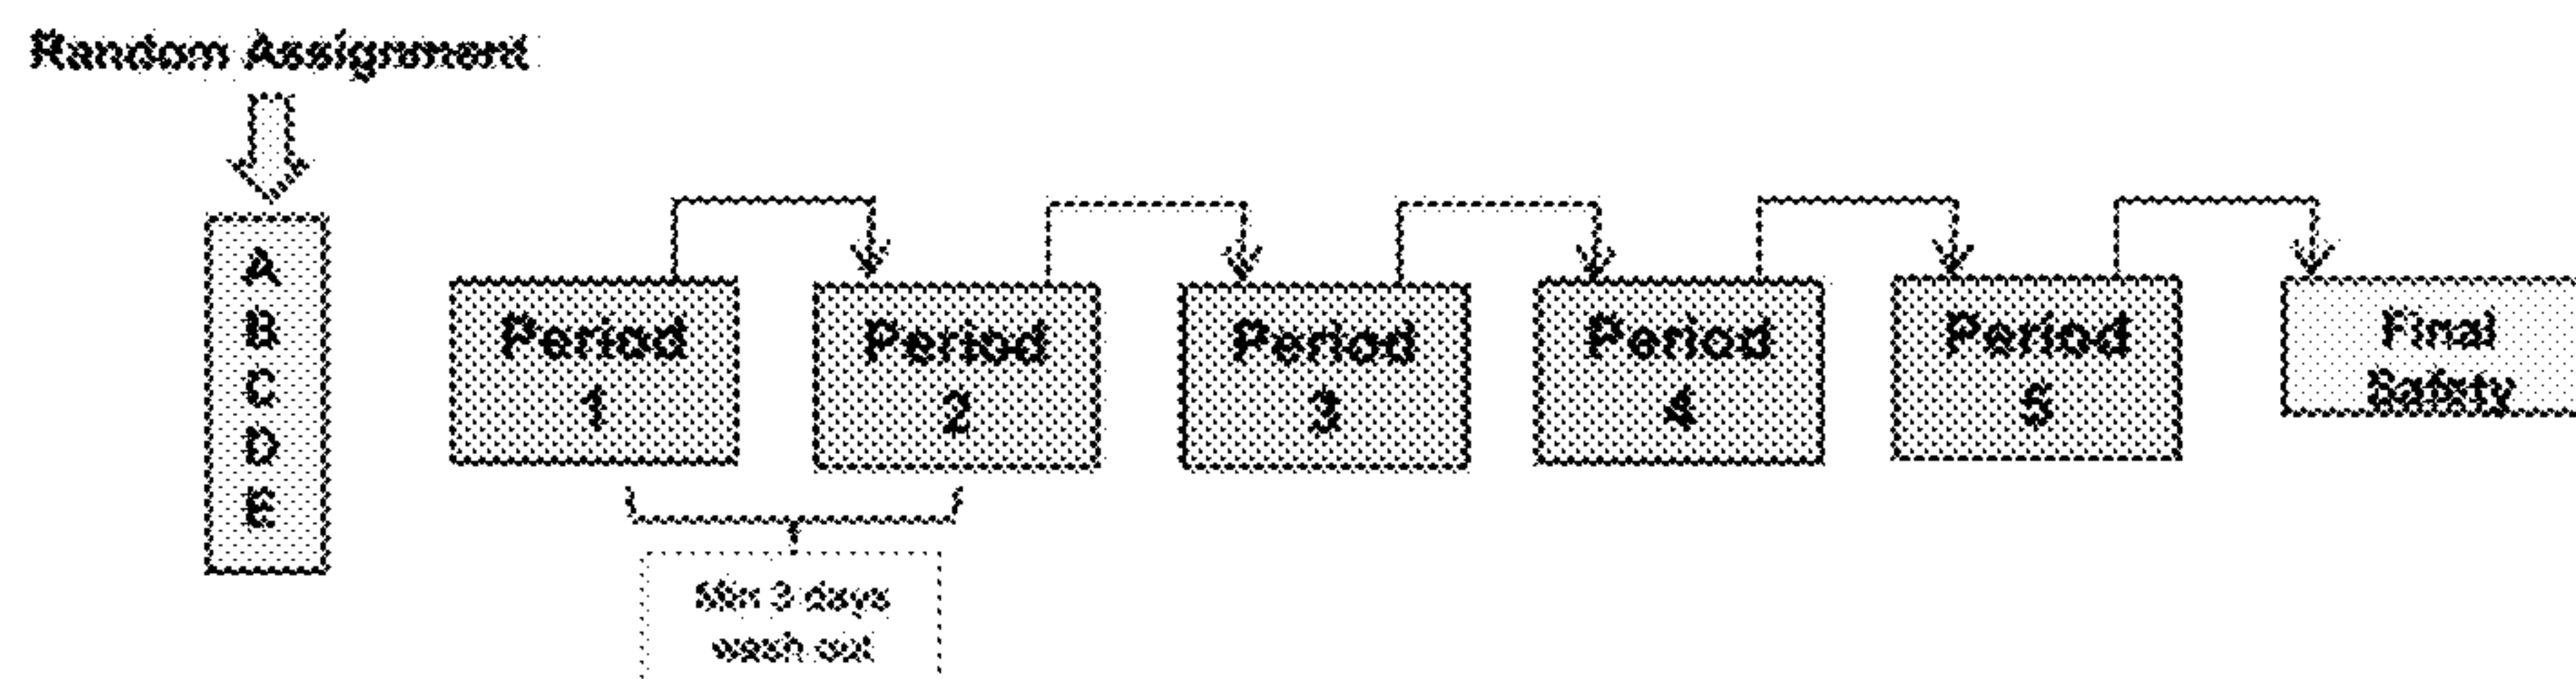 Random Assignment
A
B
C
D
E
Period
1
Period
2
Period
3
Period
4
Period
5
Final
Safety
Min 3 days
wash out